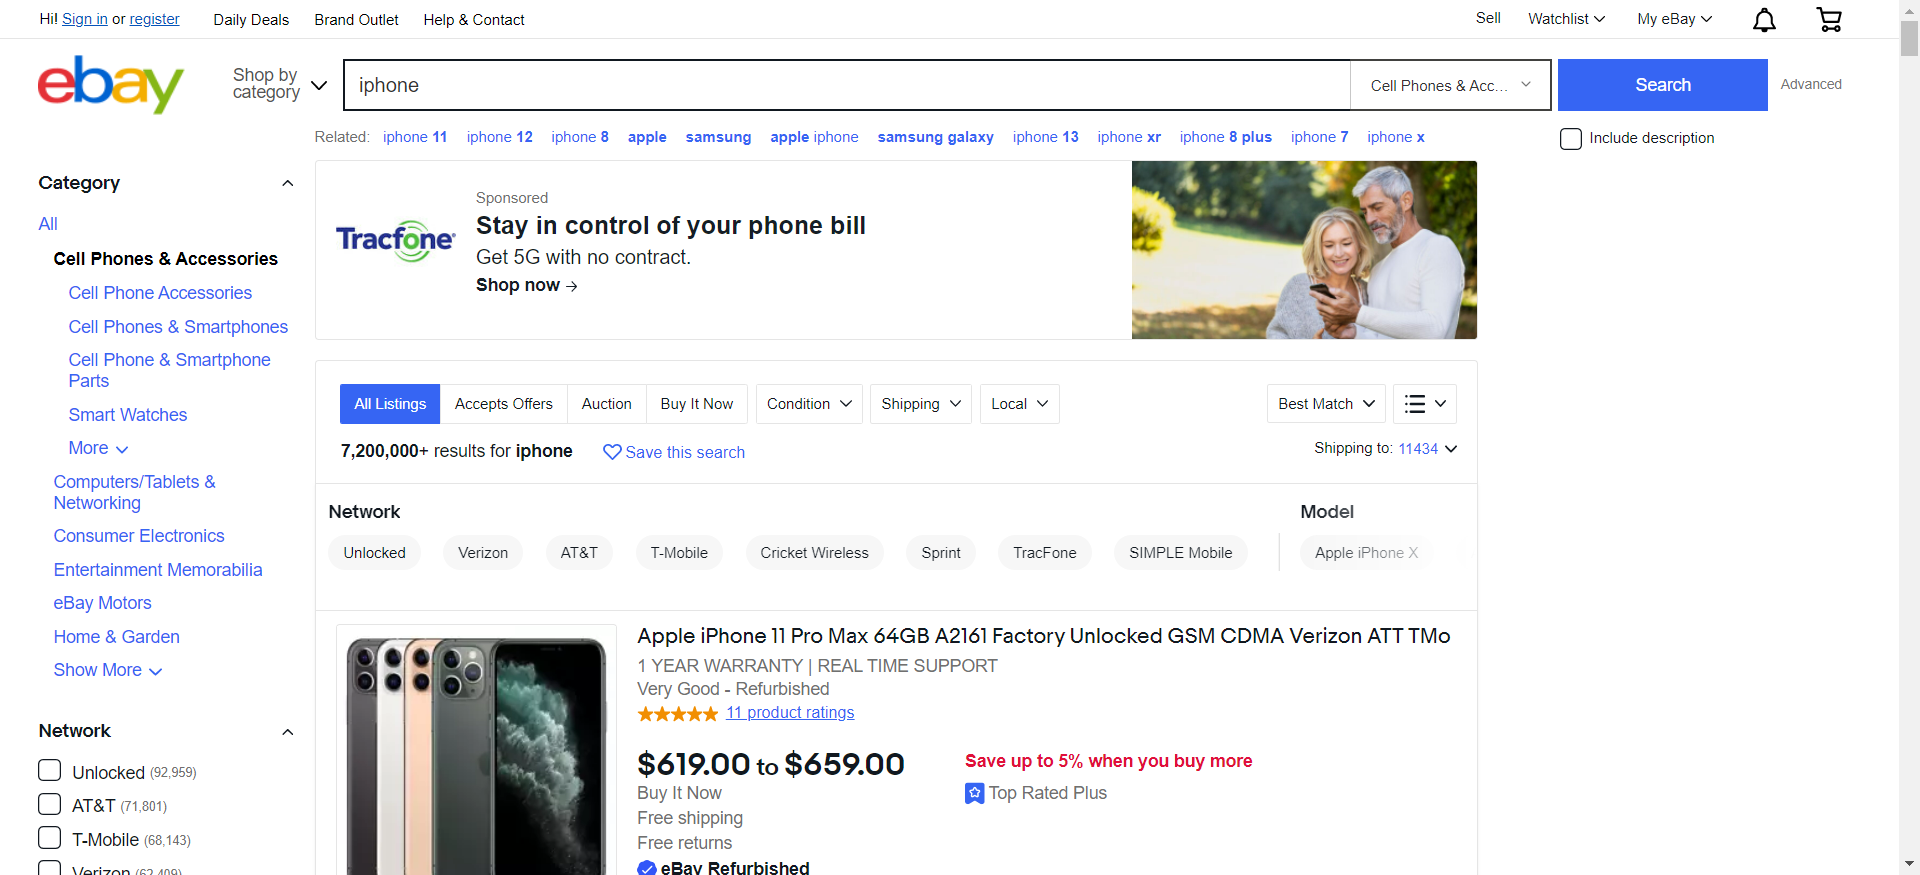 Hi! Sign in or register
Daily Deals
Brand Outlet
Help & Contact
Sell
Watchlist
My eBay
ebay
Shop by
category
iphone
Cell Phones & Acc...
Search
Advanced
Related: iphone 11 iphone 12 iphone 8 apple samsung apple iphone samsung galaxy iphone 13 iphone xr iphone 8 plus iphone 7 iphone x
Include description
Category
All
Cell Phones & Accessories
Cell Phone Accessories
Cell Phones & Smartphones
Cell Phone & Smartphone
Parts
Smart Watches
More
Computers/Tablets &
Networking
Consumer Electronics
Entertainment Memorabilia
eBay Motors
Home & Garden
Show More
Network
Unlocked (92,959)
AT&T (71,801)
T-Mobile (68,143)
Verizon (62,409)
Tracfone
Sponsored
Stay in control of your phone bill
Get 5G with no contract.
Shop now →
All Listings
Accepts Offers
Auction
Buy It Now
Condition
Shipping
Local
Best Match
7,200,000+ results for iphone
Save this search
Shipping to: 11434
Network
Unlocked
Verizon
AT&T
T-Mobile
Cricket Wireless
Sprint
TracFone
SIMPLE Mobile
Model
Apple iPhone X
Apple iPhone 11 Pro Max 64GB A2161 Factory Unlocked GSM CDMA Verizon ATT TMo
1 YEAR WARRANTY | REAL TIME SUPPORT
Very Good - Refurbished
11 product ratings
$619.00 to $659.00
Buy It Now
Free shipping
Free returns
eBay Refurbished
Save up to 5% when you buy more
Top Rated Plus